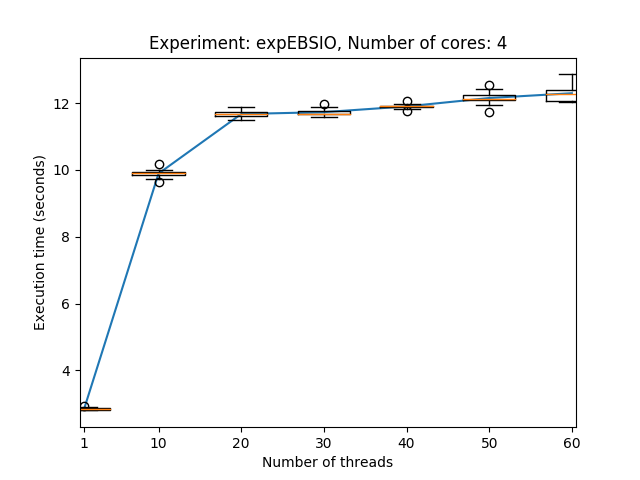 Experiment: expEBSIO, Number of cores: 4
Execution time (seconds)
12
10
8
6
4
1 10 20 30 40 50 60
Number of threads